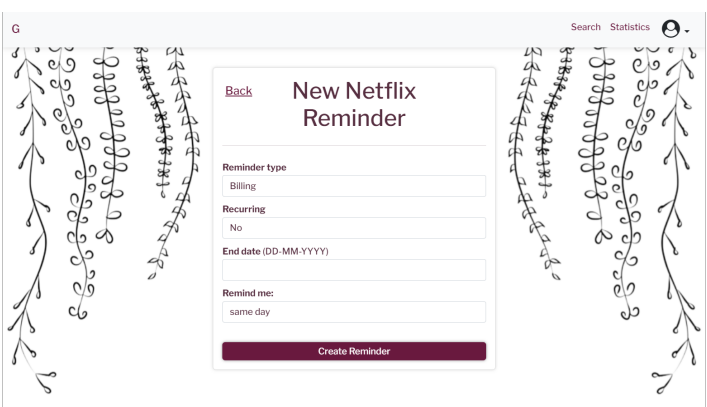 G
Search Statistics
Back
New Netflix
Reminder
Reminder type
Billing
Recurring
No
End date (DD-MM-YYYY)
Remind me:
same day
Create Reminder